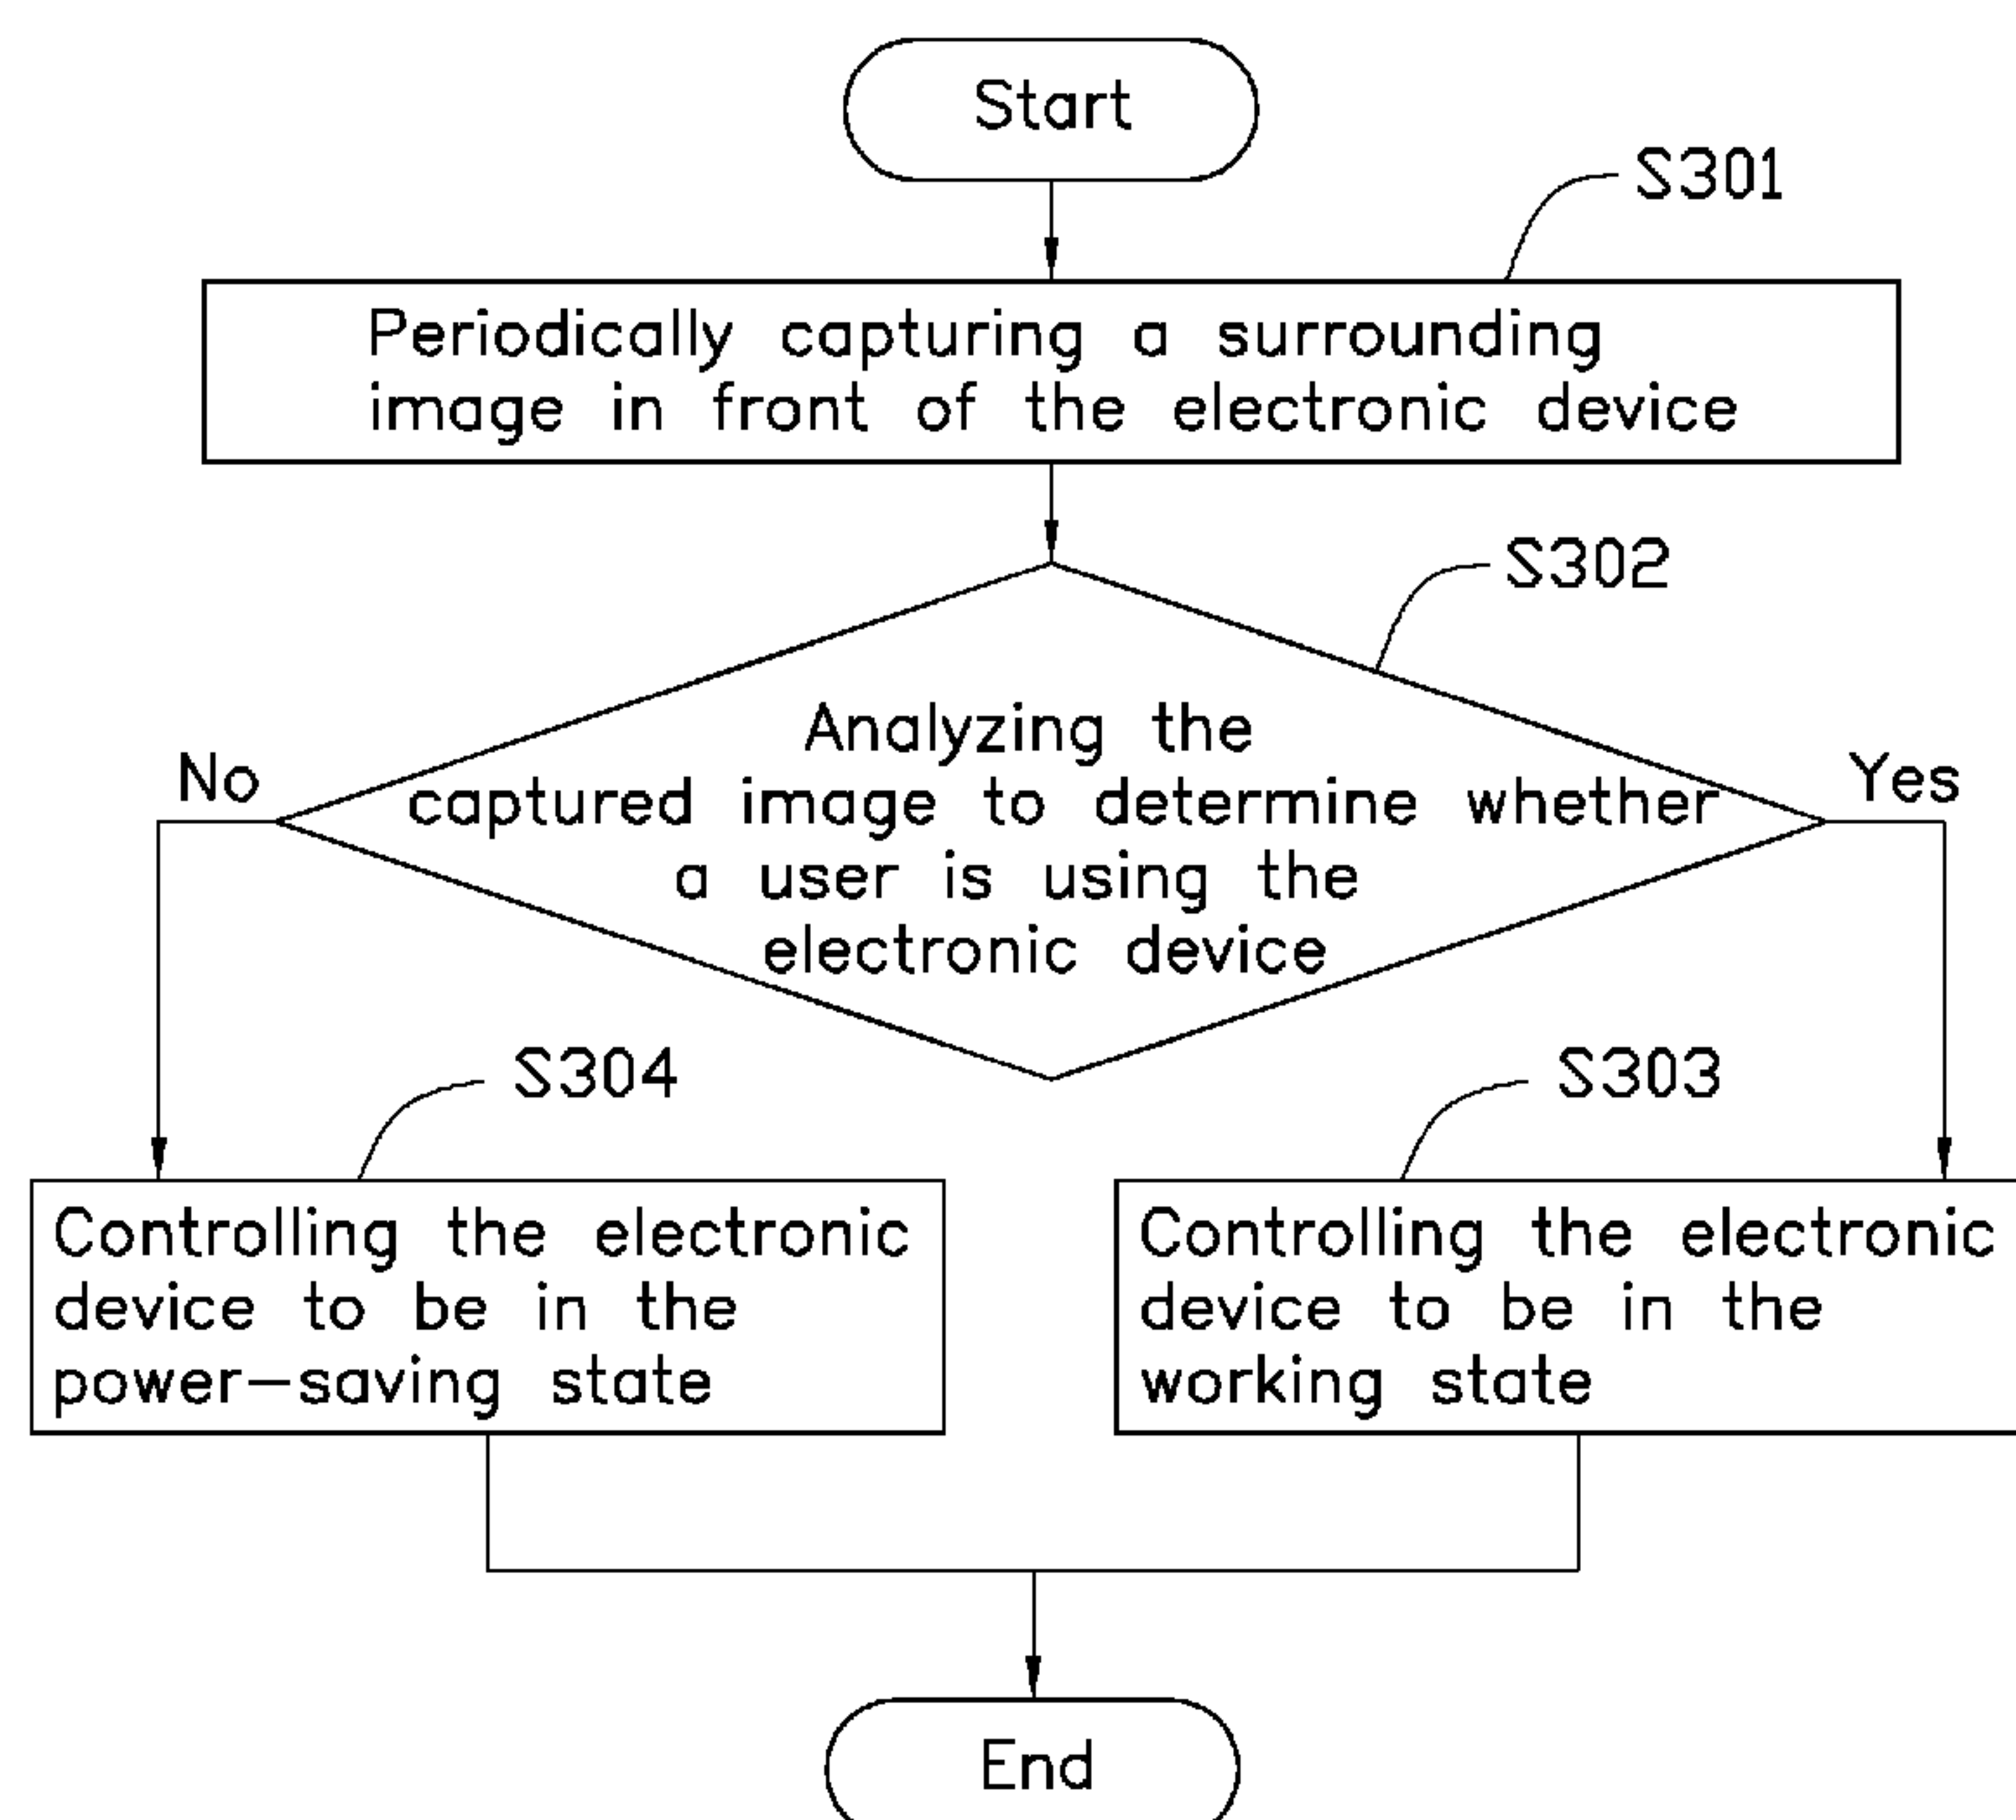 Start
S301
Periodically capturing a surrounding
image in front of the electronic device
S302
Analyzing the
captured image to determine whether
a user is using the
electronic device
No
Yes
S304
S303
Controlling the electronic
device to be in the
power-saving state
Controlling the electronic
device to be in the
working state
End